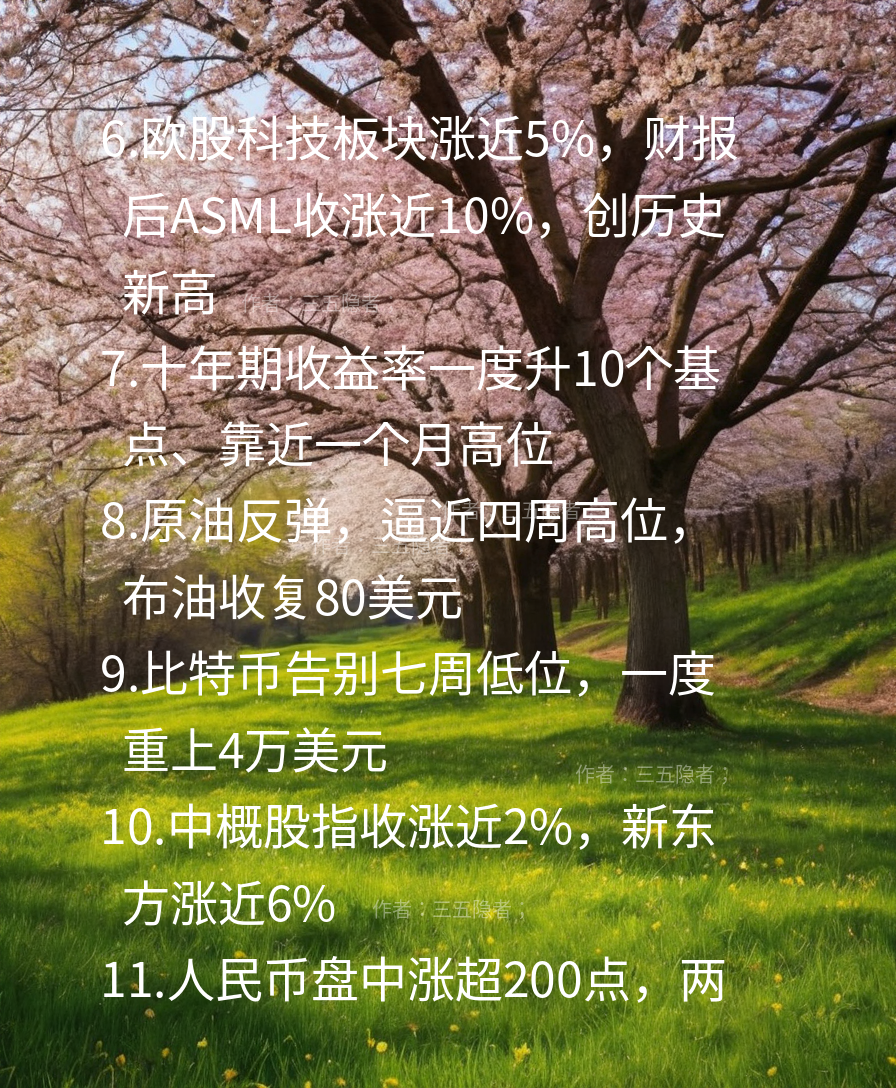 6.欧股科技板块涨近5%，财报
后ASML收涨近10%，创历史
新高
作者：三五隐者
7.十年期收益率一度升10个基
点、靠近一个月高位
8.原油反弹，逼近四周高位，
布油收复80美元
9.比特币告别七周低位，一度
重上4万美元
作者：三五隐者；
10.中概股指收涨近2%，新东
方涨近6%
作者：三五隐者；
11.人民币盘中涨超200点，两